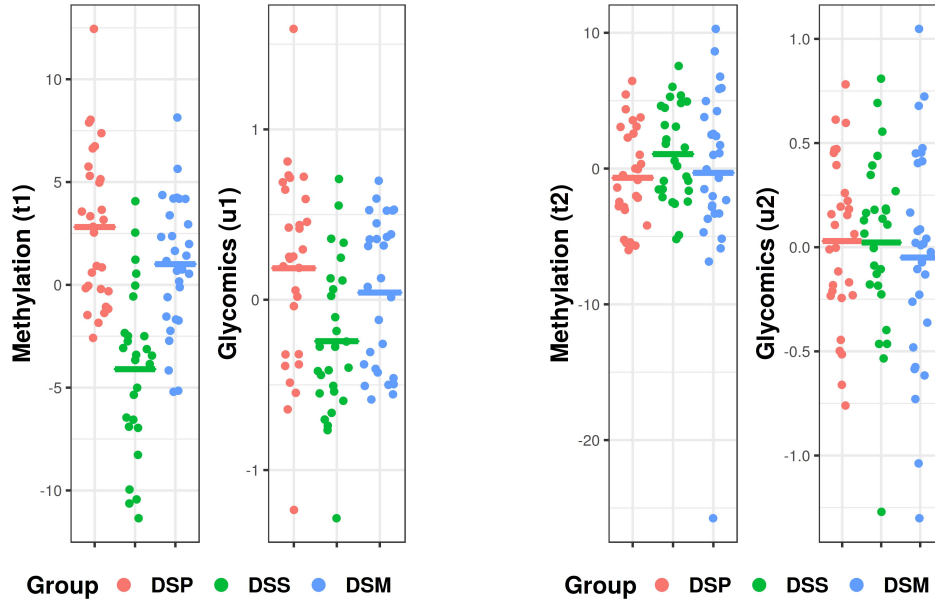 Methylation (t1)
10
5
0
-5
-10
Glycomics (u1)
1
0
-1
Methylation (t2)
10
0
-10
-20
Glycomics (u2)
1.0
0.5
0.0
-0.5
-1.0
Group DSP DSS DSM
Group DSP DSS DSM